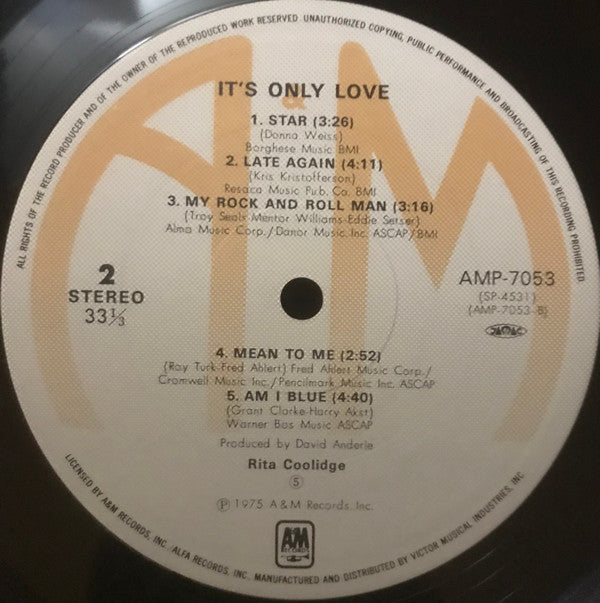 ALL RIGHTS OF THE RECORD PRODUCER AND OF THE OWNER OF THE REPRODUCED WORK RESERVED UNAUTHORIZED COPYING, PUBLIC PERFORMANCE AND BROADCASTING OF THIS RECORDING PROHIBITED
A&M
IT'S ONLY LOVE
1. STAR (3:26)
(Donna Weiss)
Borghese Music BMI
2. LATE AGAIN (4:11)
(Kris Kristofferson)
Resaca Music Pub. Co. BMI
3. MY ROCK AND ROLL MAN (3:16)
(Troy Seals-Mentor Williams-Eddie Setser)
Alma Music Corp./Danor Music. Inc. ASCAP/BMI
2
STEREO
33⅓
AMP-7053
(SP-4531)
(AMP-7053-B)
4. MEAN TO ME (2:52)
(Roy Turk-Fred Ahlert) Fred Ahlert Music Corp./
Cromwell Music Inc./Pencilmark Music Inc. ASCAP
5. AM I BLUE (4:40)
(Grant Clarke-Harry Akst)
Warner Bos Music ASCAP
Produced by David Anderle
Rita Coolidge
Ⓢ
Ⓟ 1975 A & M Records. Inc.
A&M
RECORDS
LICENSED BY A&M RECORDS, INC. ALFA RECORDS, INC. MANUFACTURED AND DISTRIBUTED BY VICTOR MUSICAL INDUSTRIES, INC